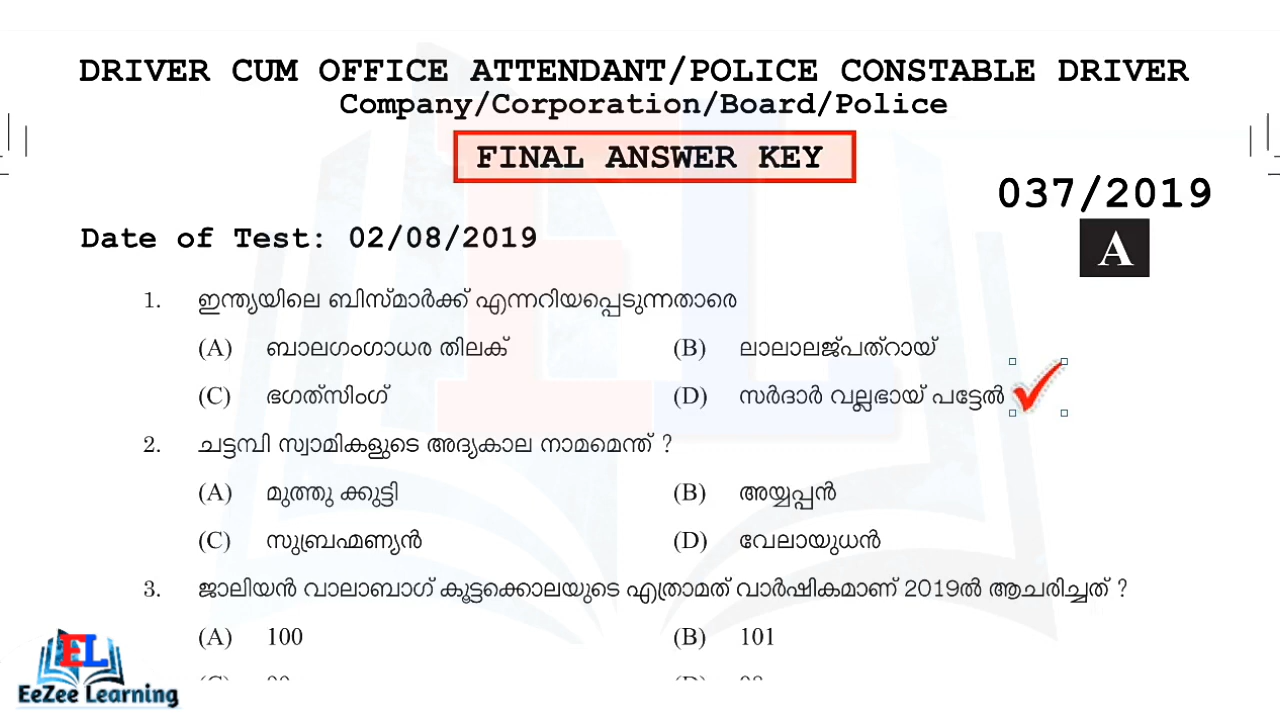 DRIVER CUM OFFICE ATTENDANT/POLICE CONSTABLE DRIVER
Company/Corporation/Board/Police
FINAL ANSWER KEY
037/2019
Date of Test: 02/08/2019
A
1. ഇന്ത്യയിലെ ബിസ്മാർക്ക് എന്നറിയപ്പെടുന്നതാരെ
(A) ബാലഗംഗാധര തിലക് (B) ലാലാലജ്പത്റായ്
(C) ഭഗത്സിംഗ് (D) സർദാർ വല്ലഭായ് പട്ടേൽ
2. ചട്ടമ്പി സ്വാമികളുടെ അദ്യകാല നാമമെന്ത് ?
(A) മുത്തു ക്കുട്ടി (B) അയ്യപ്പൻ
(C) സുബ്രഹ്മണ്യൻ (D) വേലായുധൻ
3. ജാലിയൻ വാലാബാഗ് കൂട്ടക്കൊലയുടെ എത്രാമത് വാർഷികമാണ് 2019ൽ ആചരിച്ചത് ?
(A) 100 (B) 101
EL
EeZee Learning